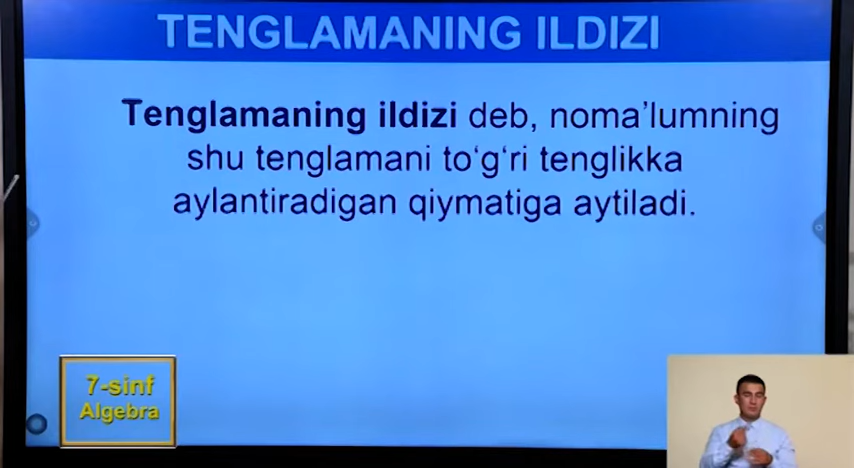 TENGLAMANING ILDIZI
Tenglamaning ildizi deb, noma’lumning
shu tenglamani to‘g‘ri tenglikka
aylantiradigan qiymatiga aytiladi.
7-sinf
Algebra